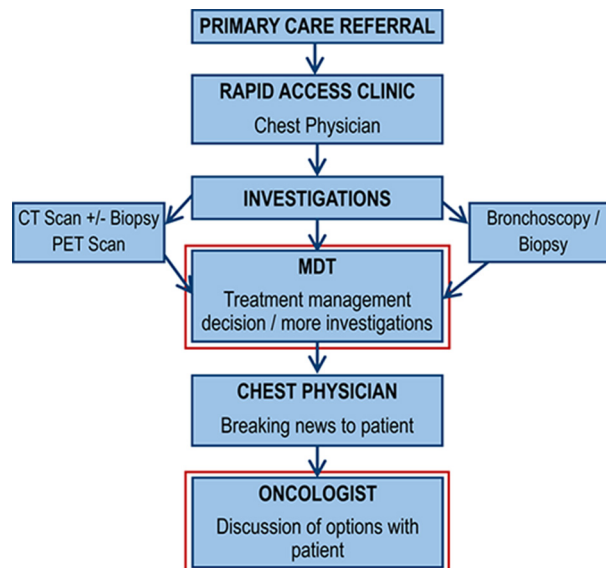 PRIMARY CARE REFERRAL
RAPID ACCESS CLINIC
Chest Physician
INVESTIGATIONS
CT Scan +/- Biopsy
PET Scan
Bronchoscopy /
Biopsy
MDT
Treatment management
decision / more investigations
CHEST PHYSICIAN
Breaking news to patient
ONCOLOGIST
Discussion of options with
patient